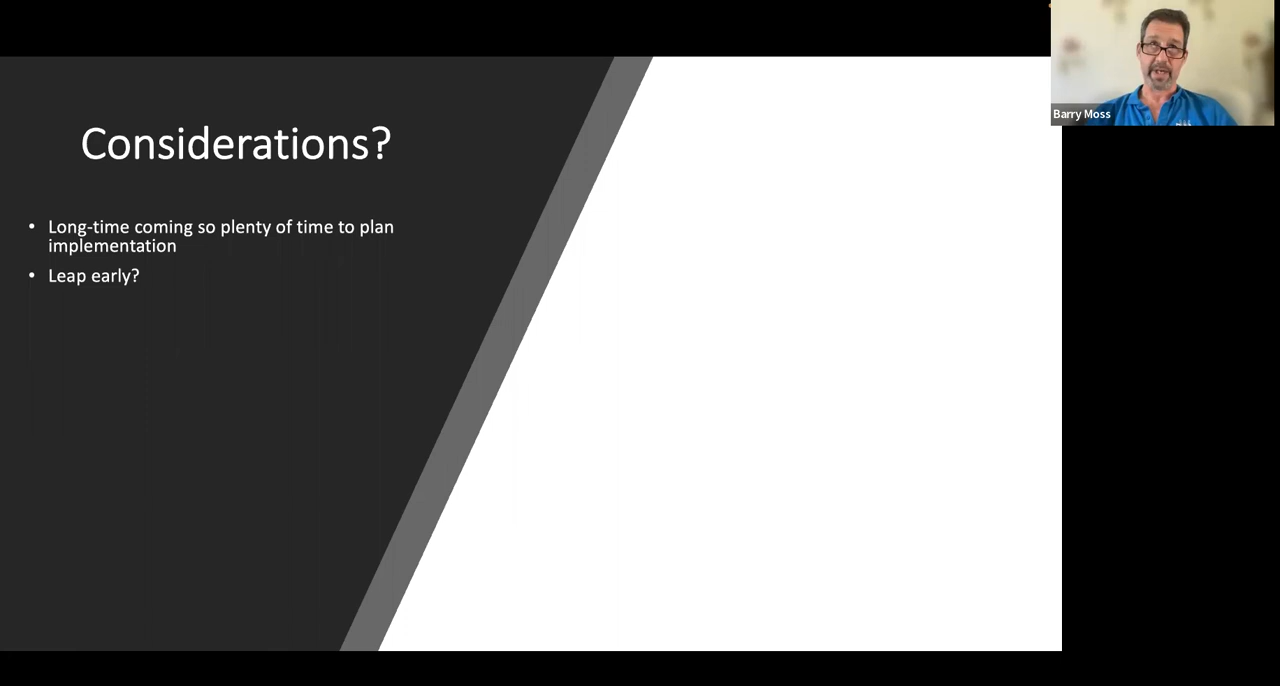 Considerations?
• Long-time coming so plenty of time to plan
implementation
• Leap early?
Barry Moss